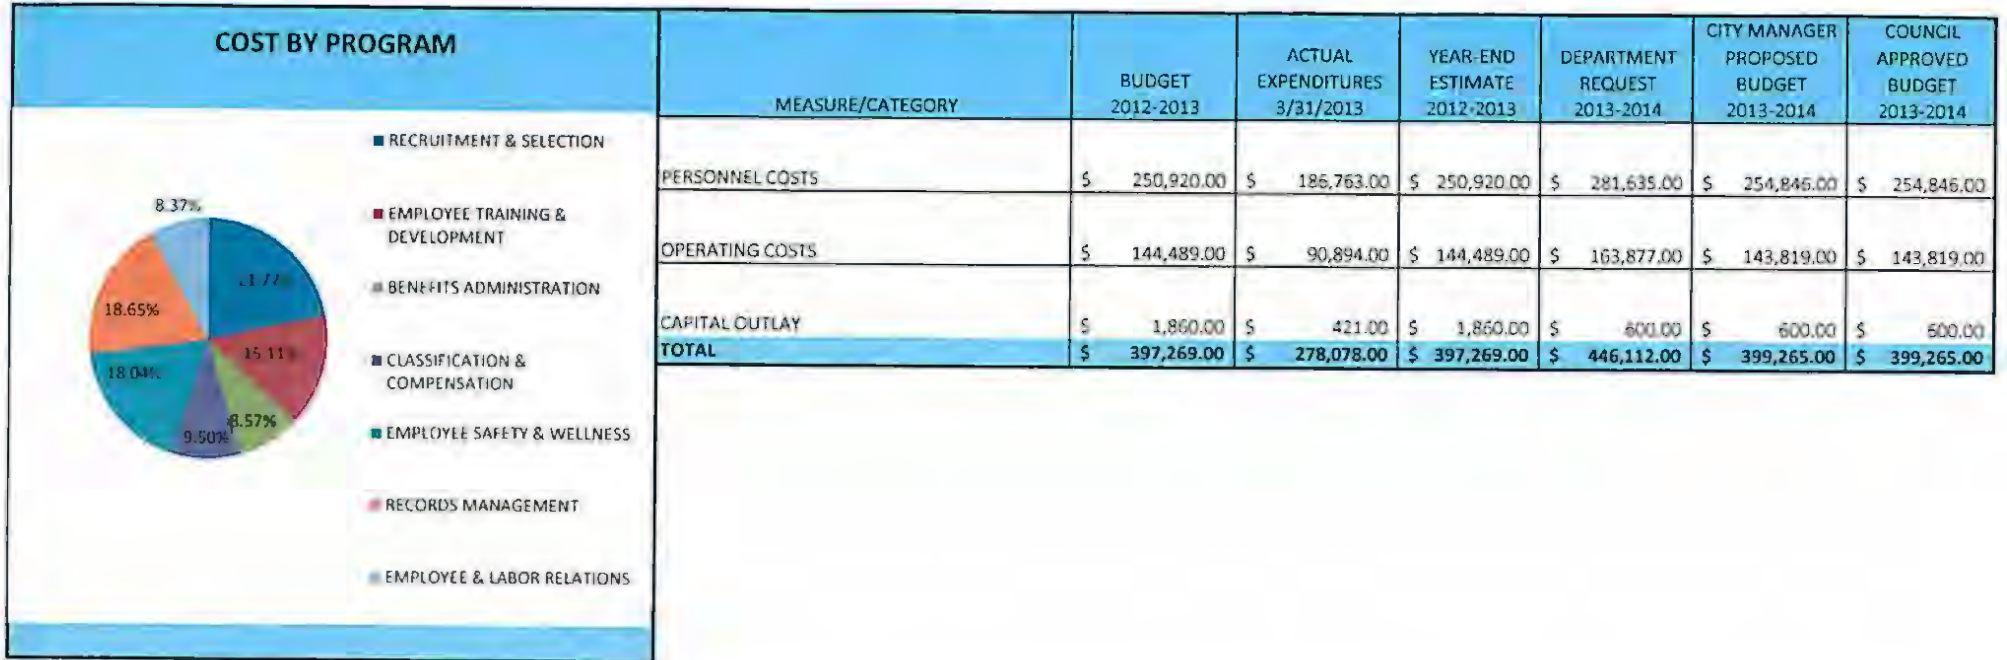 COST BY PROGRAM
RECRUITMENT & SELECTION
EMPLOYEE TRAINING &
DEVELOPMENT
BENEFITS ADMINISTRATION
CLASSIFICATION &
COMPENSATION
EMPLOYEE SAFETY & WELLNESS
RECORDS MANAGEMENT
EMPLOYEE & LABOR RELATIONS
8.37%
18.65%
15.11%
18.04%
8.57%
9.50%
MEASURE/CATEGORY
BUDGET
2012-2013
ACTUAL
EXPENDITURES
3/31/2013
YEAR-END
ESTIMATE
2012-2013
DEPARTMENT
REQUEST
2013-2014
CITY MANAGER
PROPOSED
BUDGET
2013-2014
COUNCIL
APPROVED
BUDGET
2013-2014
PERSONNEL COSTS $ 250,920.00 $ 186,763.00 $ 250,920.00 $ 281,635.00 $ 254,846.00 $ 254,846.00
OPERATING COSTS $ 144,489.00 $ 90,894.00 $ 144,489.00 $ 163,877.00 $ 143,819.00 $ 143,819.00
CAPITAL OUTLAY $ 1,860.00 $ 421.00 $ 1,860.00 $ 600.00 $ 600.00 $ 600.00
TOTAL $ 397,269.00 $ 278,078.00 $ 397,269.00 $ 446,112.00 $ 399,265.00 $ 399,265.00